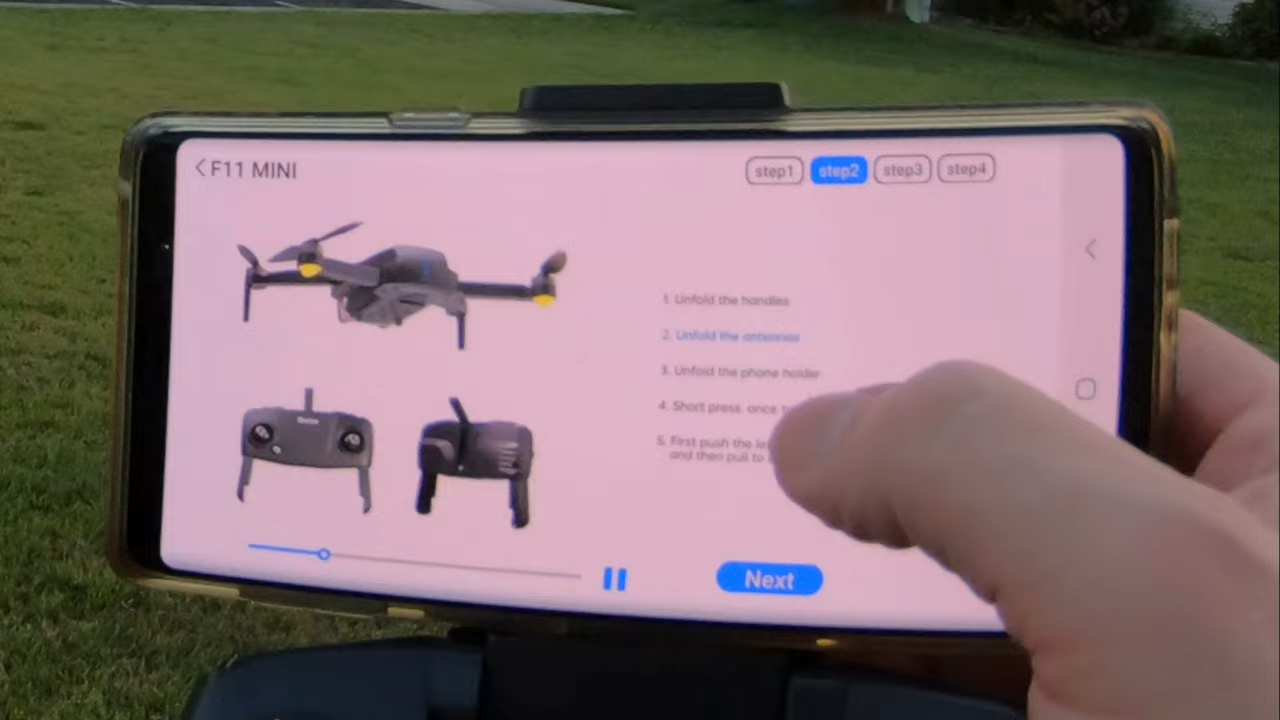 F11 MINI
step1 step2 step3 step4
1. Unfold the handles
2. Unfold the antennas
3. Unfold the phone holder
4. Short press once
5. First push the
and then pull to
Next